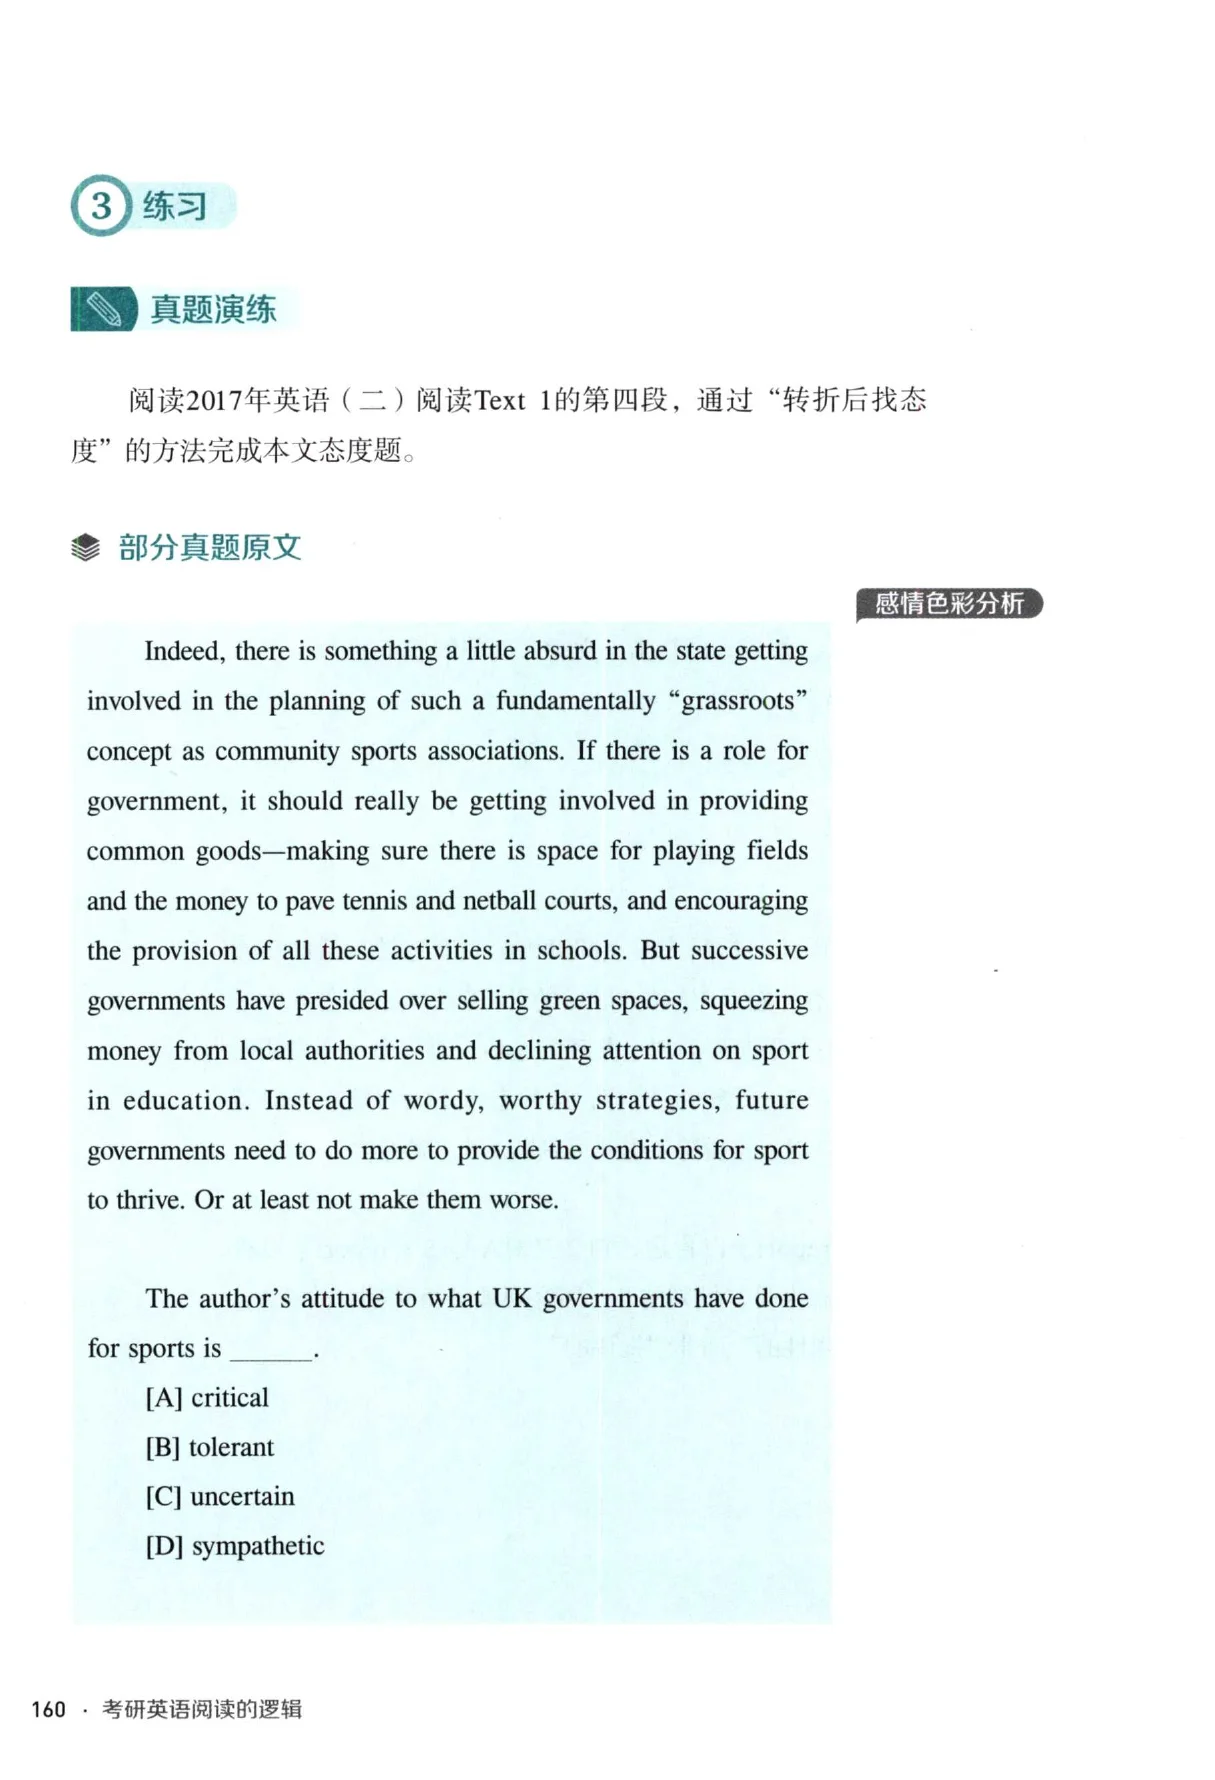 3 练习
真题演练
阅读2017年英语（二）阅读Text 1的第四段，通过“转折后找态
度”的方法完成本文态度题。
部分真题原文
感情色彩分析
Indeed, there is something a little absurd in the state getting
involved in the planning of such a fundamentally “grassroots”
concept as community sports associations. If there is a role for
government, it should really be getting involved in providing
common goods—making sure there is space for playing fields
and the money to pave tennis and netball courts, and encouraging
the provision of all these activities in schools. But successive
governments have presided over selling green spaces, squeezing
money from local authorities and declining attention on sport
in education. Instead of wordy, worthy strategies, future
governments need to do more to provide the conditions for sport
to thrive. Or at least not make them worse.
The author’s attitude to what UK governments have done
for sports is ______.
[A] critical
[B] tolerant
[C] uncertain
[D] sympathetic
160 · 考研英语阅读的逻辑